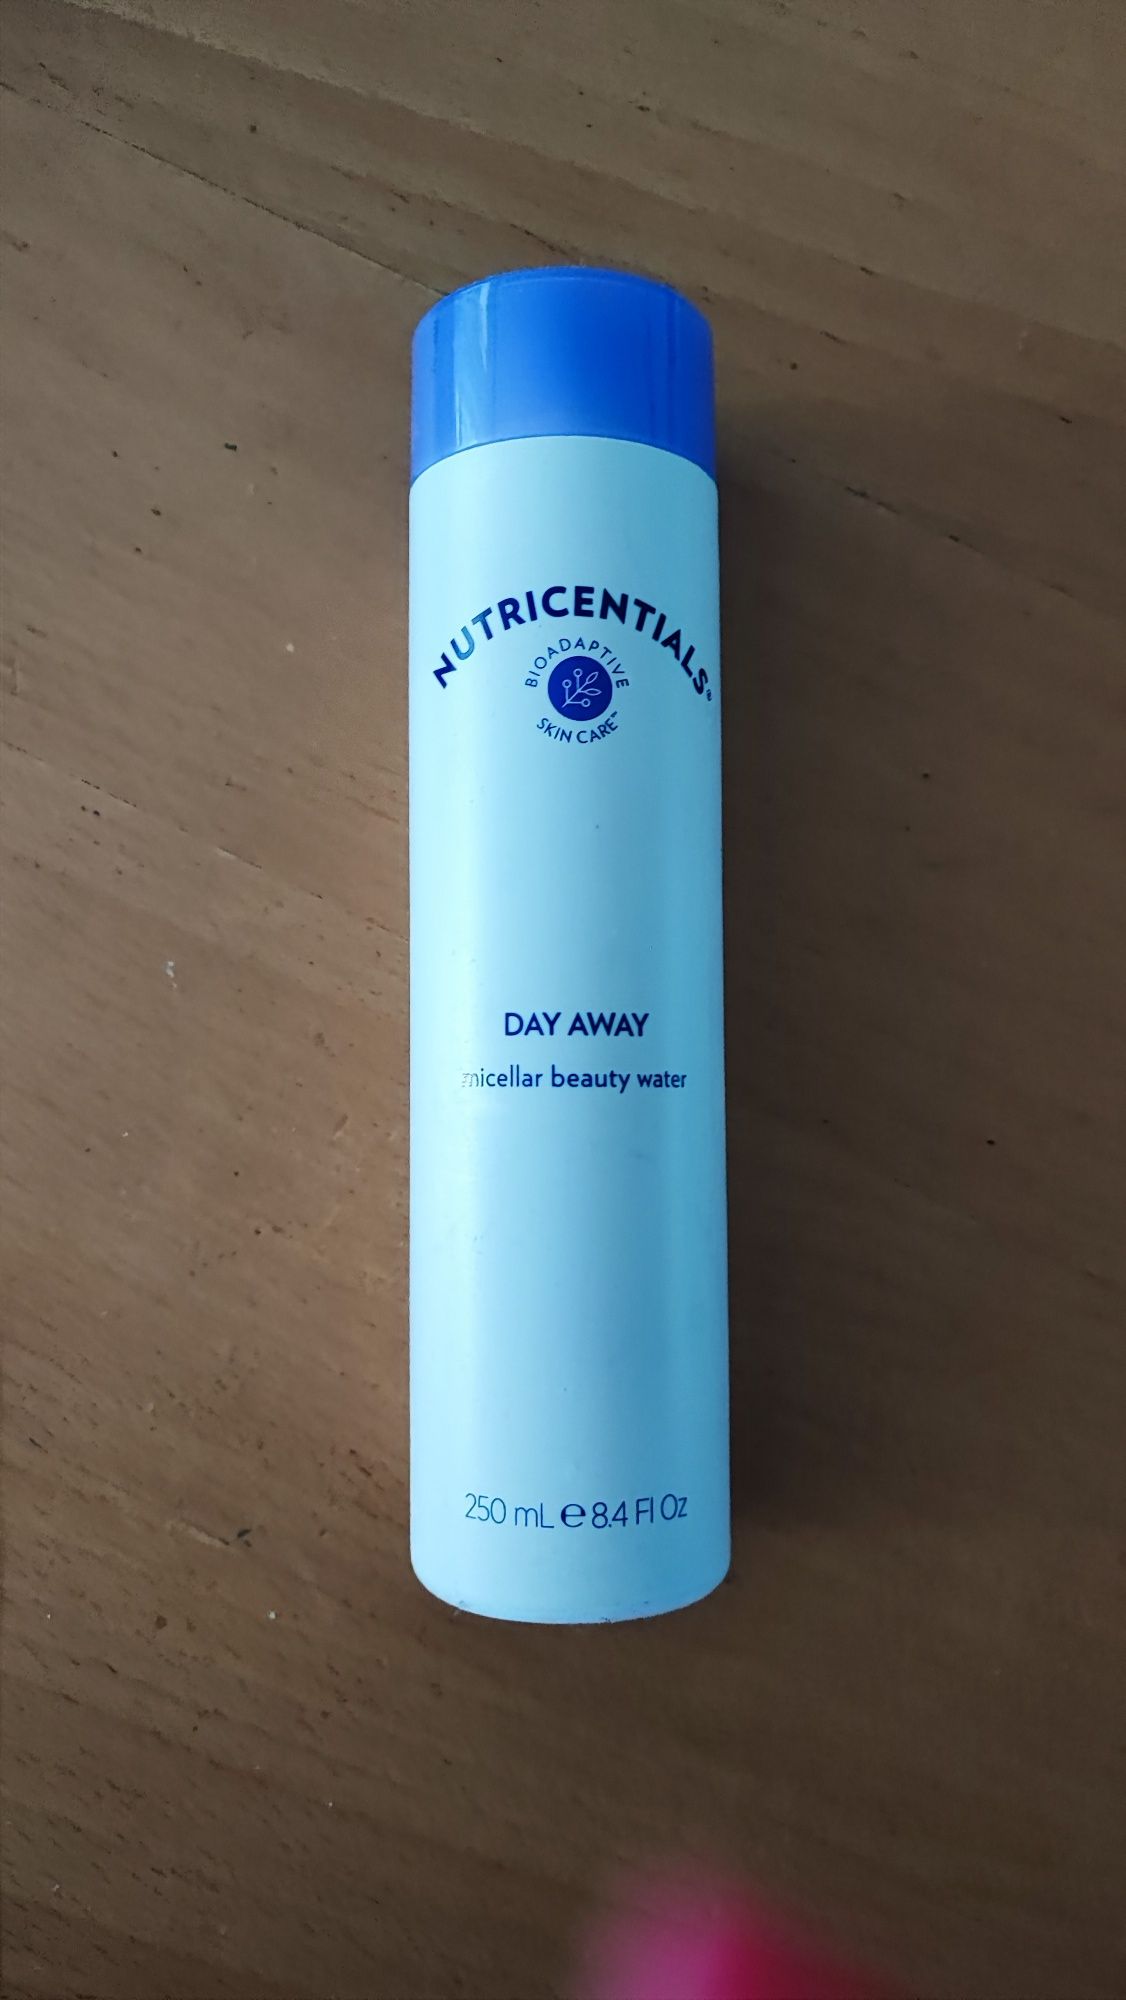 NUTRICENTIALS®
BIOADAPTIVE
SKIN CARE™
DAY AWAY
micellar beauty water
250 mL ℮ 8.4 Fl Oz